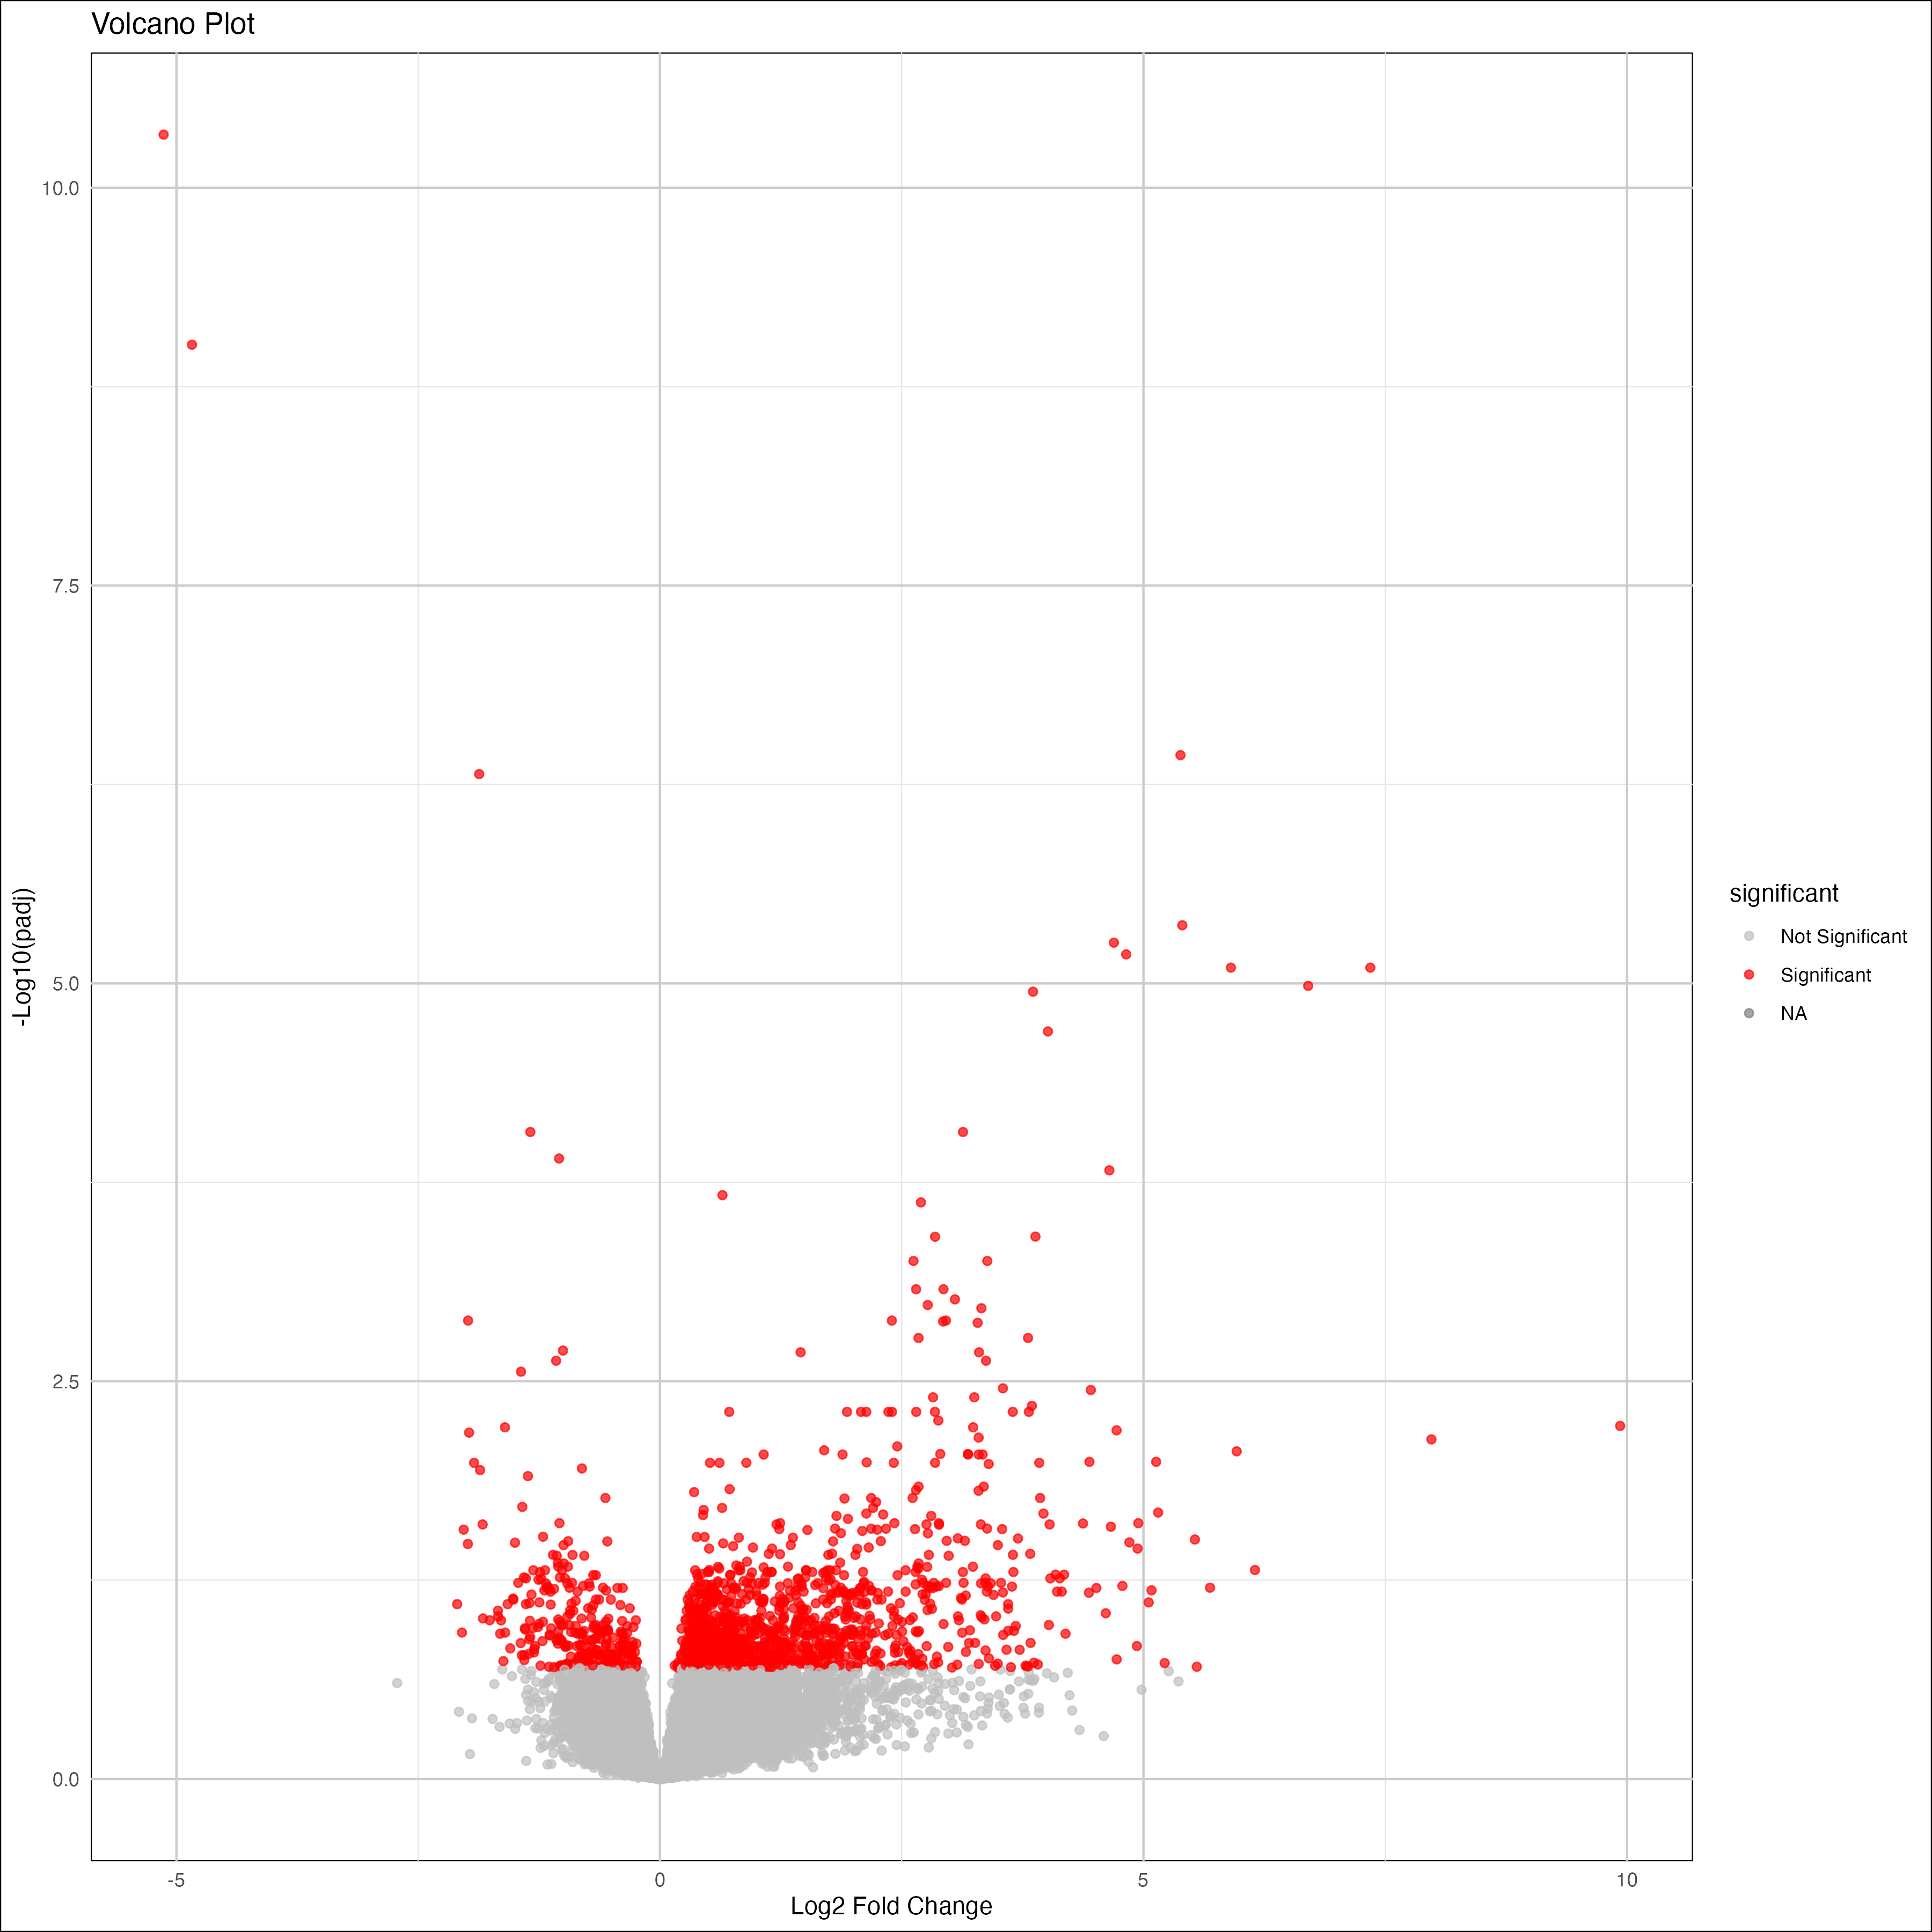 Volcano Plot
10.0
7.5
5.0
2.5
0.0
-Log10(padj)
-5
0
5
10
Log2 Fold Change
significant
Not Significant
Significant
NA